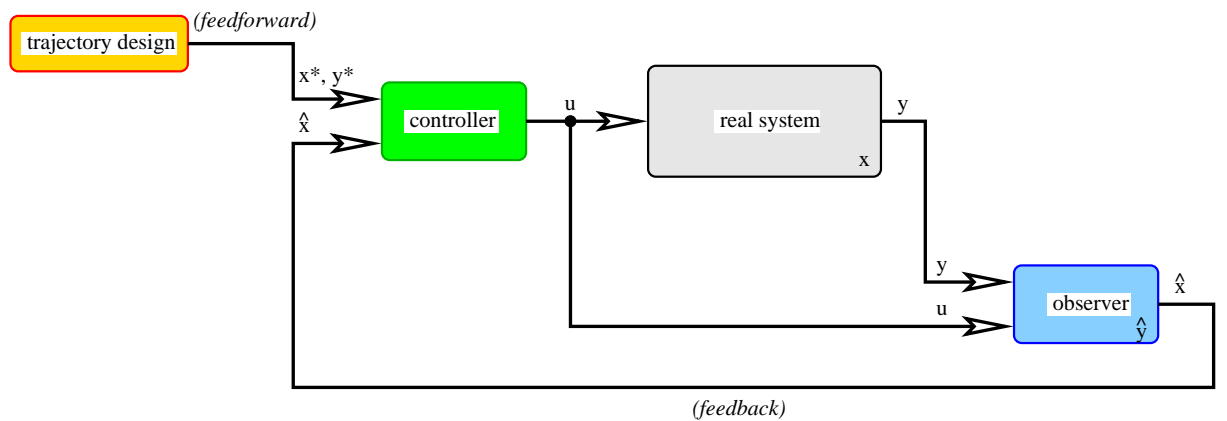 (feedforward)
trajectory design
x*, y*
x̂
controller
u
real system
x
y
y
u
observer
ŷ
x̂
(feedback)